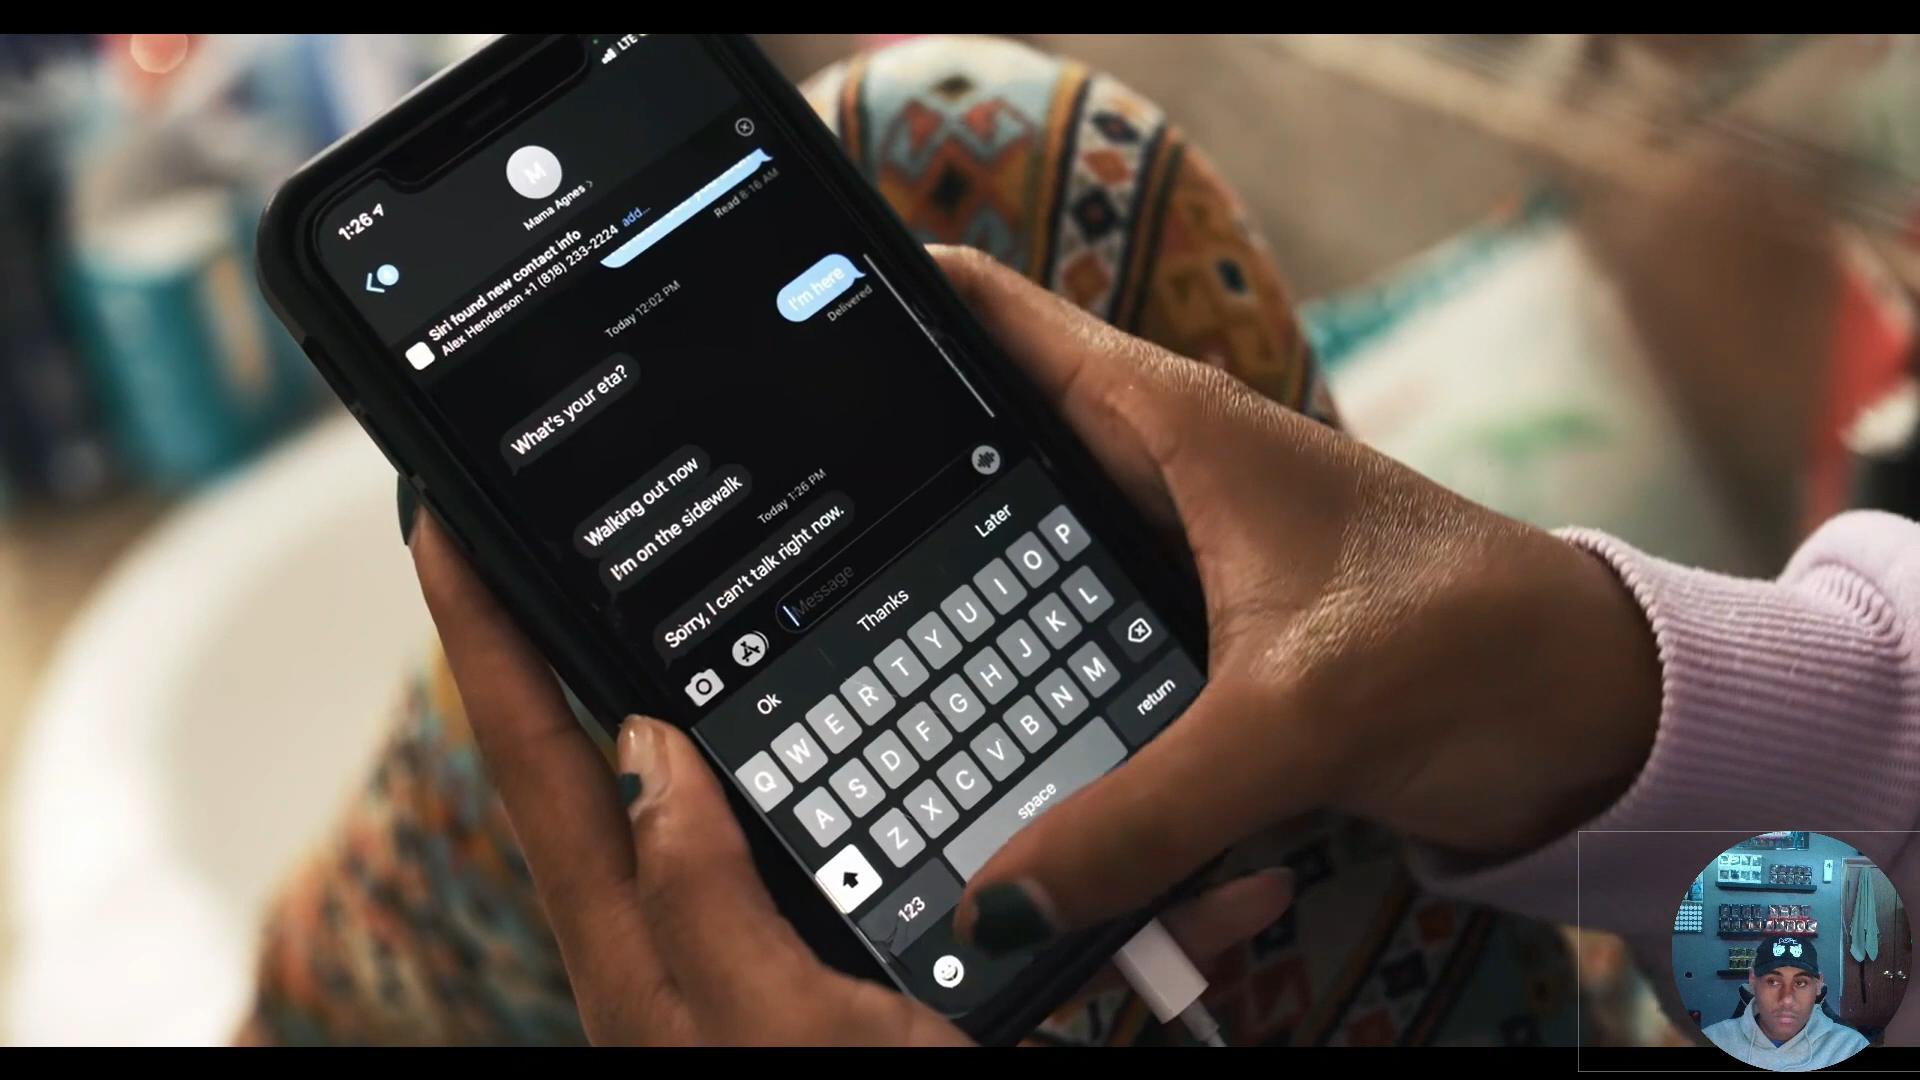 1:26
LTE
M
Mama Agnes
Siri found new contact info
Alex Henderson +1 (818) 233-2224 add...
Read 8:16 AM
Today 12:02 PM
I'm here
Delivered
What's your eta?
Walking out now
I'm on the sidewalk
Today 1:26 PM
Sorry, I can't talk right now.
Message
Ok
Thanks
Later
Q W E R T Y U I O P
A S D F G H J K L
Z X C V B N M
123
space
return